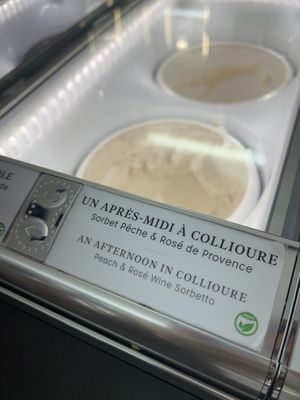 UN APRÈS-MIDI À COLLIOURE
Sorbet Pêche & Rosé de Provence
AN AFTERNOON IN COLLIOURE
Peach & Rosé Wine Sorbetto